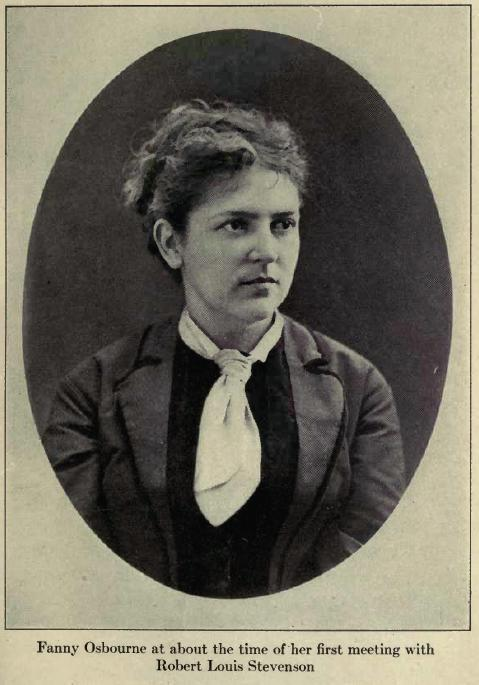 Fanny Osbourne at about the time of her first meeting with
Robert Louis Stevenson